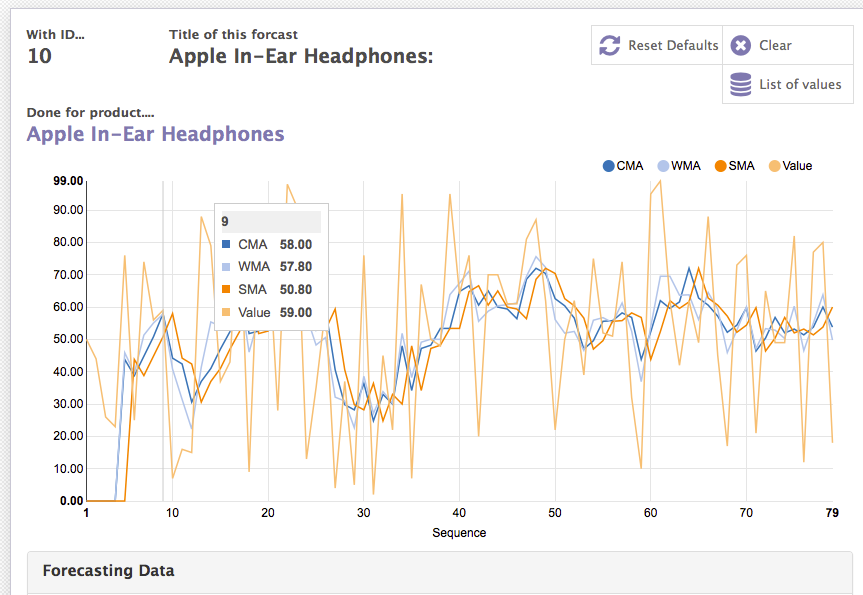 With ID...
10
Title of this forcast
Apple In-Ear Headphones:
Reset Defaults
Clear
List of values
Done for product....
Apple In-Ear Headphones
CMA WMA SMA Value
99.00
90.00
80.00
70.00
60.00
50.00
40.00
30.00
20.00
10.00
0.00
9
CMA 58.00
WMA 57.80
SMA 50.80
Value 59.00
1 10 20 30 40 50 60 70 79
Sequence
Forecasting Data